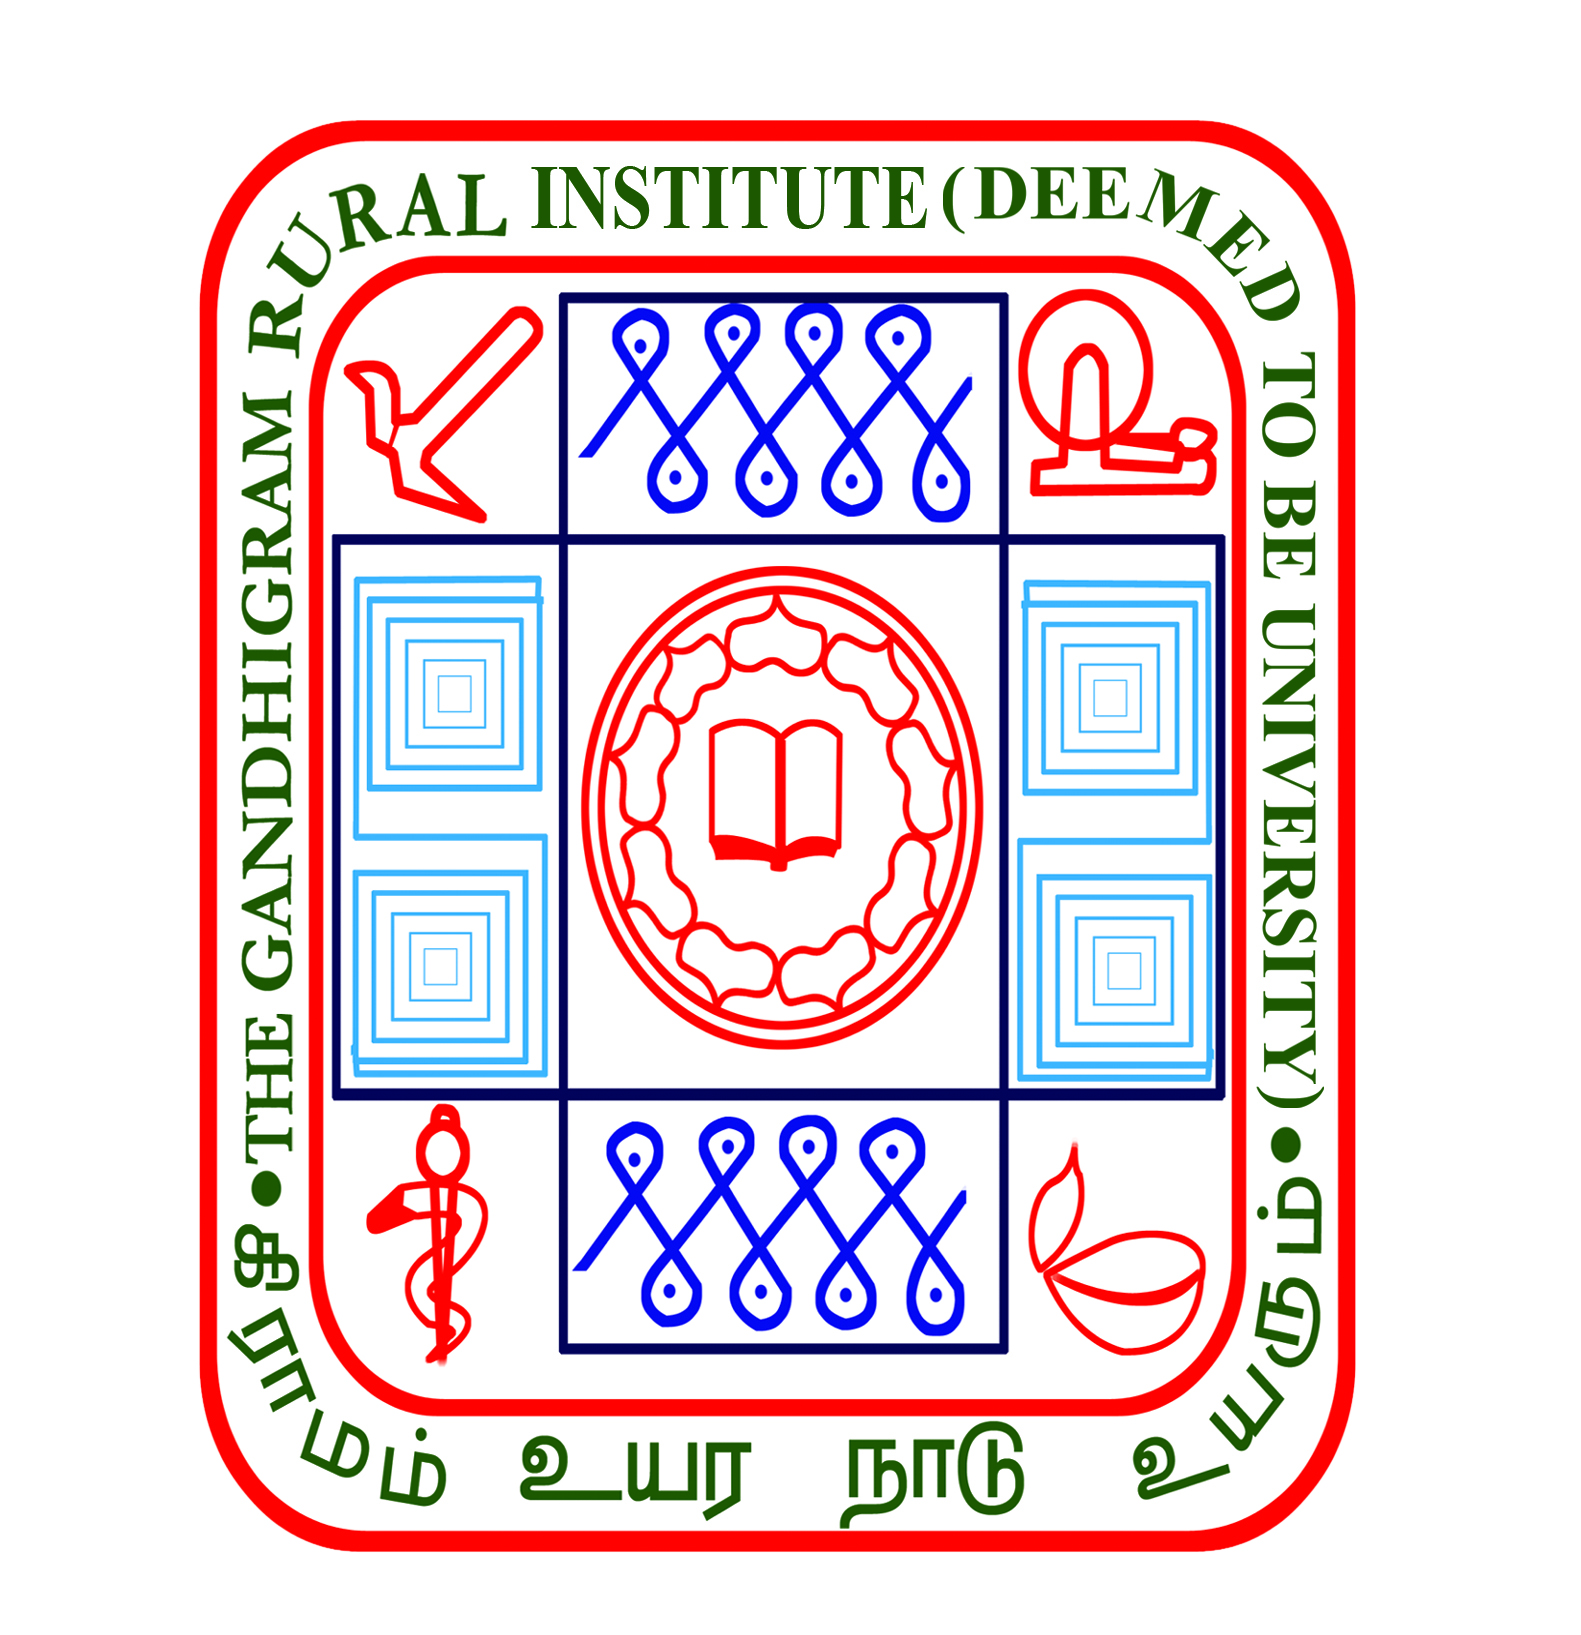 • THE GANDHIGRAM RURAL INSTITUTE (DEEMED TO BE UNIVERSITY) •
கிராமம் உயர நாடு உயரும்